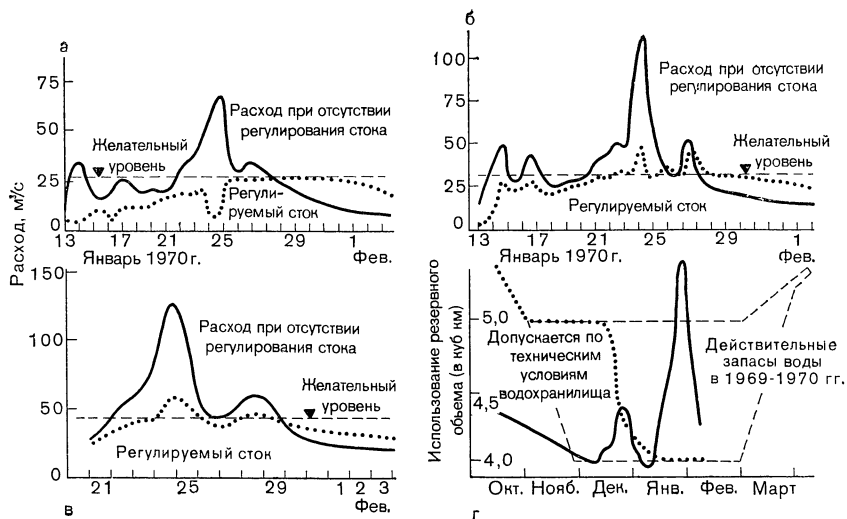 а
75
50
25
0
Расход при отсутствии
регулирования стока
Желательный
уровень
Регули-
руемый сток
13 17 21 25 29 1
Январь 1970 г. Фев.
Расход, м³/с
б
100
75
50
25
0
Расход при отсутствии
регулирования стока
Желательный
уровень
Регулируемый сток
13 17 21 25 29 1
Январь 1970 г. Фев.
150
100
50
0
Расход при отсутствии
регулирования стока
Желательный
уровень
Регулируемый сток
21 25 29 1 2 3
Фев.
в
Использование резервного
объема (в куб км)
5,0
4,5
4,0
Допускается по
техническим
условиям
водохранилища
Действительные
запасы воды
в 1969-1970 гг.
Окт. Нояб. Дек. Янв. Фев. Март
г